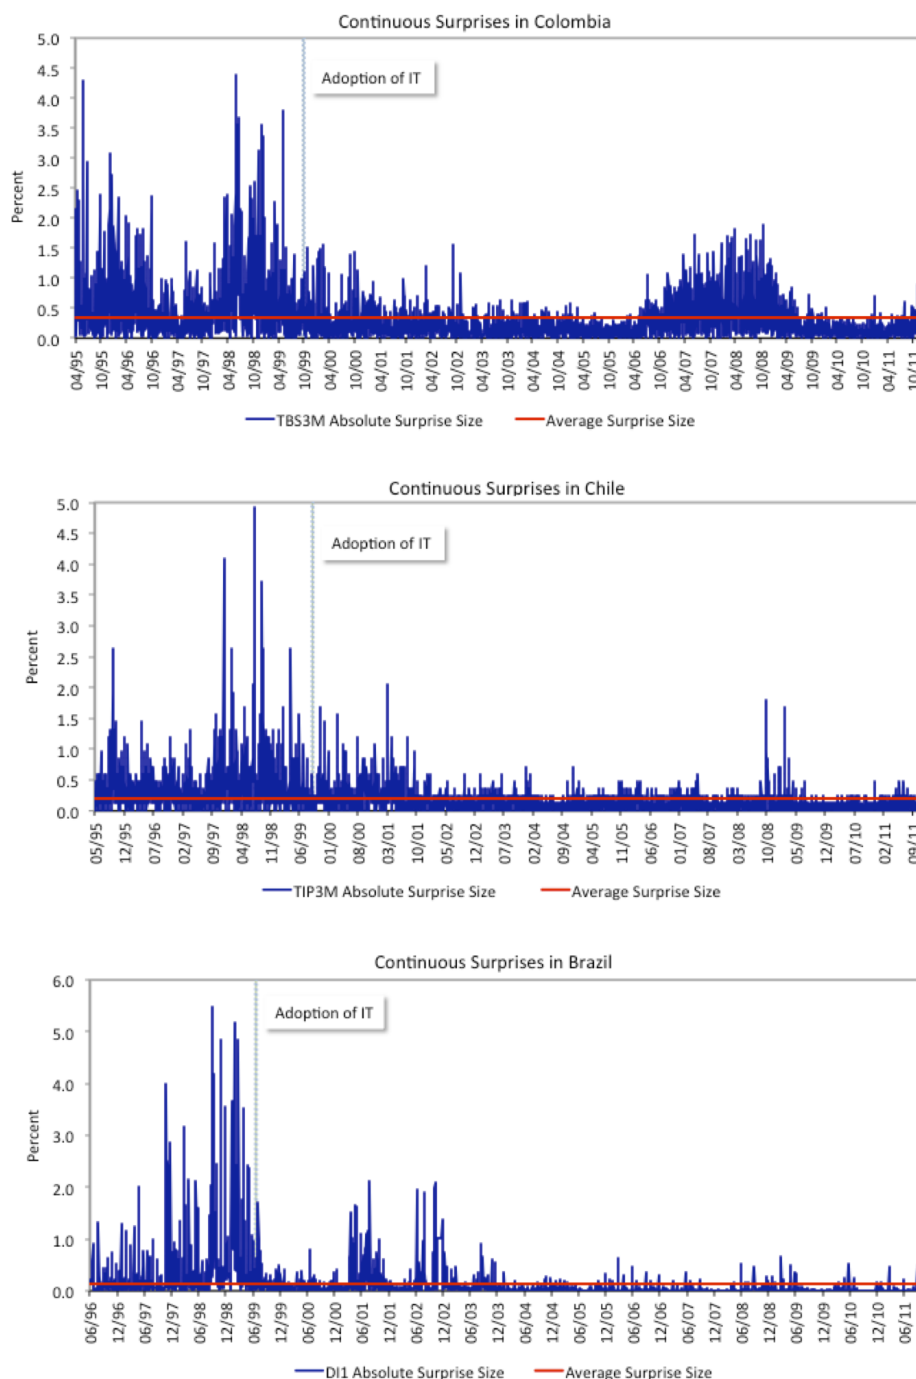 Continuous Surprises in Colombia
5.0
4.5
4.0
3.5
3.0
2.5
2.0
1.5
1.0
0.5
0.0
Percent
Adoption of IT
04/95 10/95 04/96 10/96 04/97 10/97 04/98 10/98 04/99 10/99 04/00 10/00 04/01 10/01 04/02 10/02 04/03 10/03 04/04 10/04 04/05 10/05 04/06 10/06 04/07 10/07 04/08 10/08 04/09 10/09 04/10 10/10 04/11 10/11
TBS3M Absolute Surprise Size Average Surprise Size
Continuous Surprises in Chile
5.0
4.5
4.0
3.5
3.0
2.5
2.0
1.5
1.0
0.5
0.0
Percent
Adoption of IT
05/95 12/95 07/96 02/97 09/97 04/98 11/98 06/99 01/00 08/00 03/01 10/01 05/02 12/02 07/03 02/04 09/04 04/05 11/05 06/06 01/07 08/07 03/08 10/08 05/09 12/09 07/10 02/11 09/11
TIP3M Absolute Surprise Size Average Surprise Size
Continuous Surprises in Brazil
6.0
5.0
4.0
3.0
2.0
1.0
0.0
Percent
Adoption of IT
06/96 12/96 06/97 12/97 06/98 12/98 06/99 12/99 06/00 12/00 06/01 12/01 06/02 12/02 06/03 12/03 06/04 12/04 06/05 12/05 06/06 12/06 06/07 12/07 06/08 12/08 06/09 12/09 06/10 12/10 06/11
DI1 Absolute Surprise Size Average Surprise Size